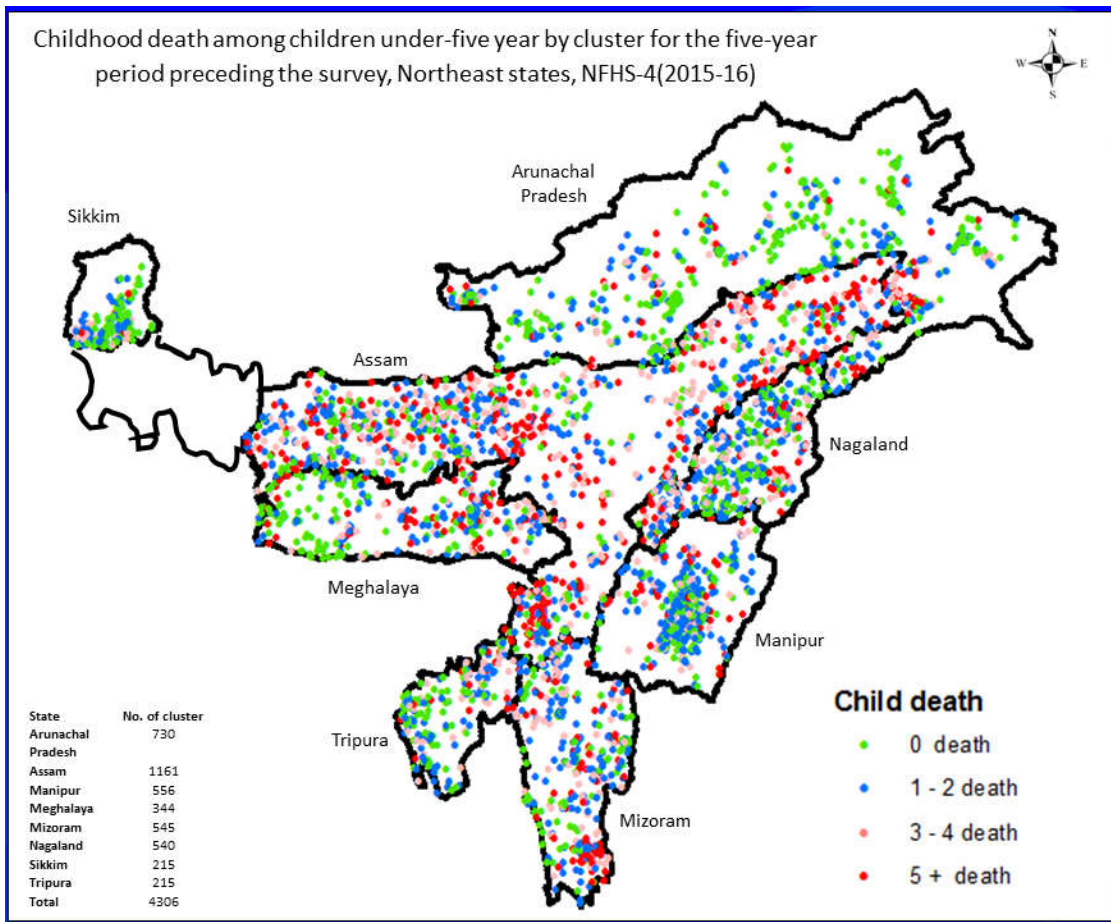 Childhood death among children under-five year by cluster for the five-year
period preceding the survey, Northeast states, NFHS-4(2015-16)
N
W E
S
Arunachal
Pradesh
Sikkim
Assam
Nagaland
Meghalaya
Manipur
Tripura
Mizoram
State No. of cluster
Arunachal 730
Pradesh
Assam 1161
Manipur 556
Meghalaya 344
Mizoram 545
Nagaland 540
Sikkim 215
Tripura 215
Total 4306
Child death
0 death
1 - 2 death
3 - 4 death
5 + death